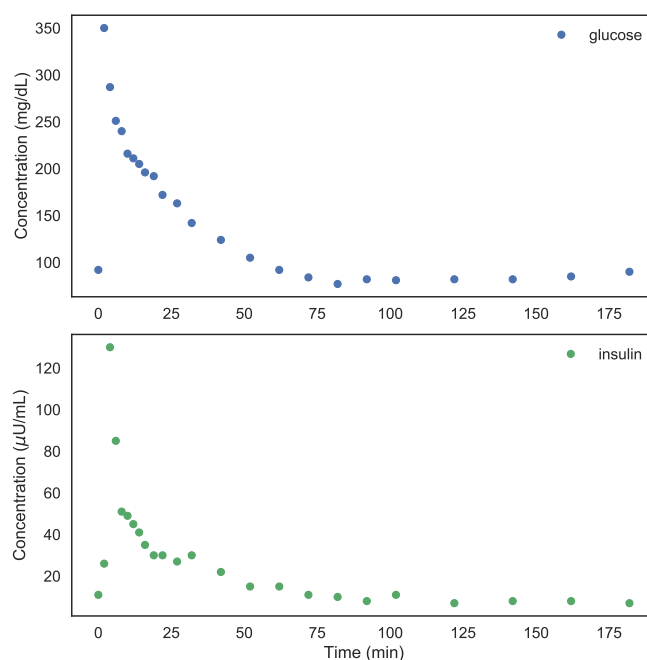 350
300
250
200
150
100
Concentration (mg/dL)
glucose
0 25 50 75 100 125 150 175
120
100
80
60
40
20
Concentration (μU/mL)
insulin
0 25 50 75 100 125 150 175
Time (min)